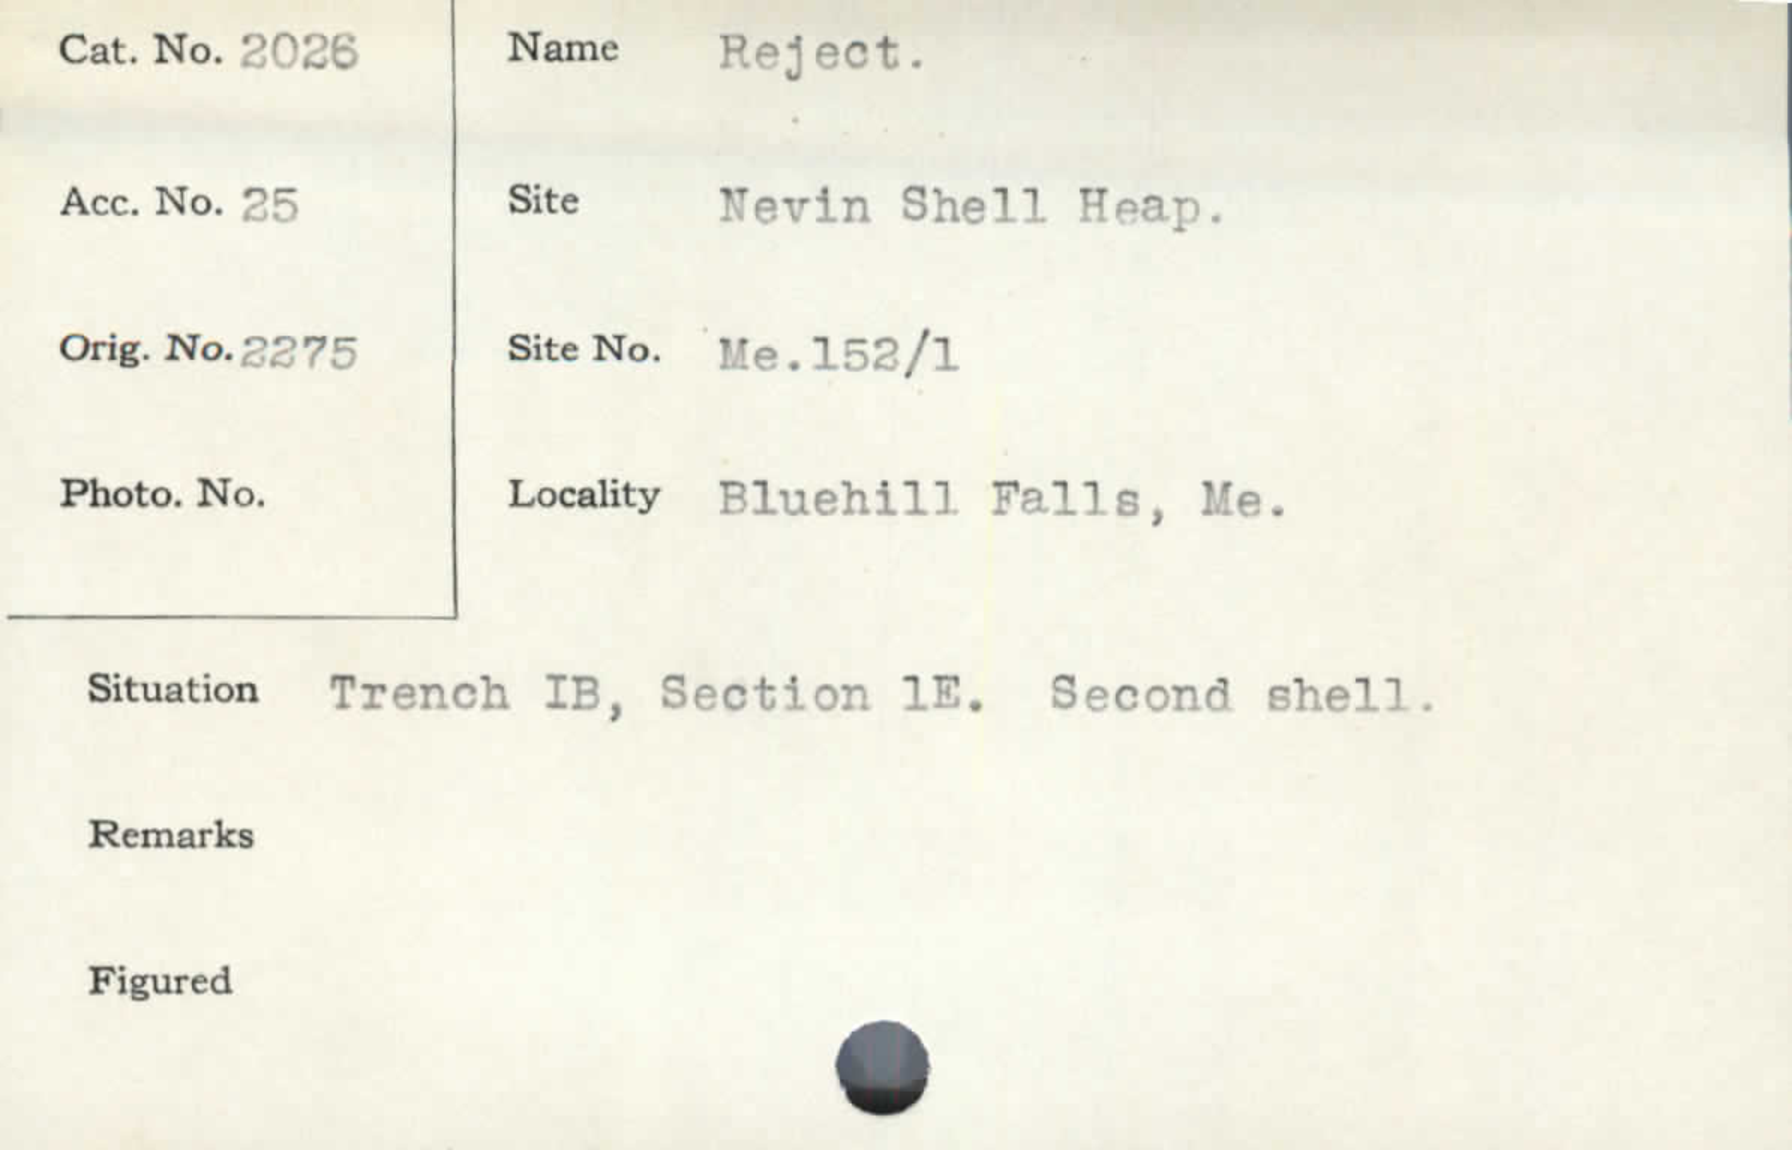 Cat. No. 2026
Name Reject.
Acc. No. 25
Site Nevin Shell Heap.
Orig. No. 2275
Site No. Me.152/1
Photo. No.
Locality Bluehill Falls, Me.
Situation Trench IB, Section 1E. Second shell.
Remarks
Figured